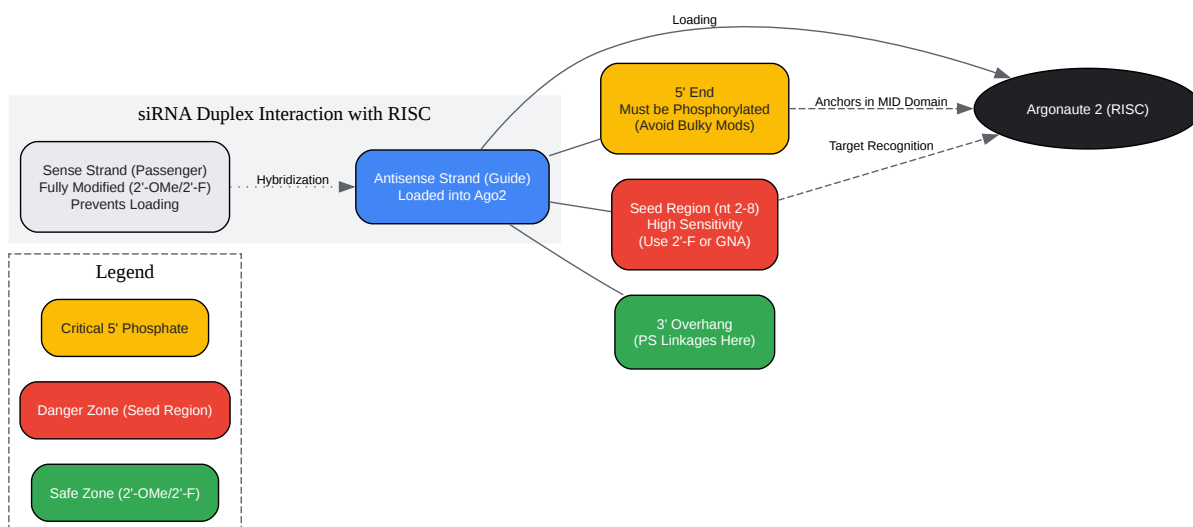 Loading
siRNA Duplex Interaction with RISC
5' End
Must be Phosphorylated
(Avoid Bulky Mods)
Anchors in MID Domain
Argonaute 2 (RISC)
Sense Strand (Passenger)
Fully Modified (2'-OMe/2'-F)
Prevents Loading
Hybridization
Antisense Strand (Guide)
Loaded into Ago2
Target Recognition
Seed Region (nt 2-8)
High Sensitivity
(Use 2'-F or GNA)
3' Overhang
(PS Linkages Here)
Legend
Critical 5' Phosphate
Danger Zone (Seed Region)
Safe Zone (2'-OMe/2'-F)